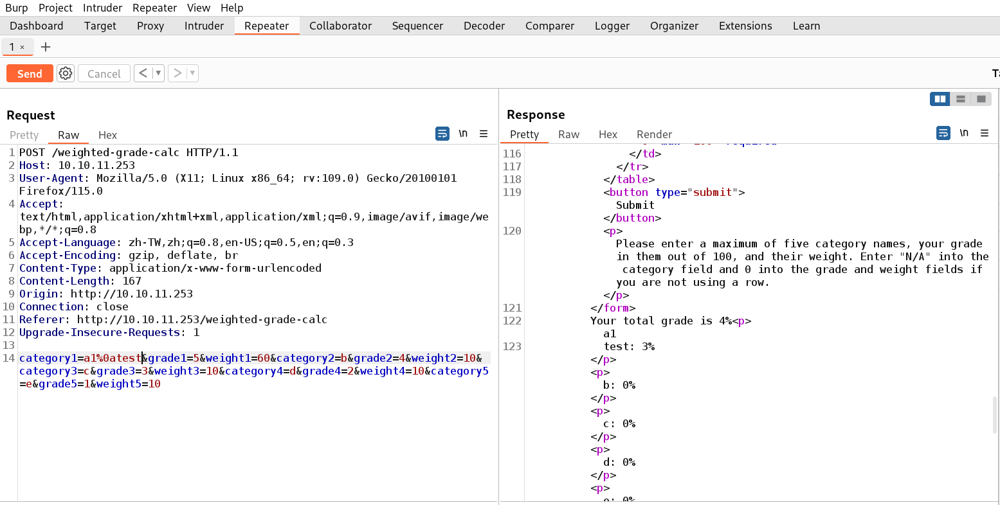 Burp Project Intruder Repeater View Help
Dashboard Target Proxy Intruder Repeater Collaborator Sequencer Decoder Comparer Logger Organizer Extensions Learn
1 × +
Send Cancel < >
Request
Pretty Raw Hex \n
1 POST /weighted-grade-calc HTTP/1.1
2 Host: 10.10.11.253
3 User-Agent: Mozilla/5.0 (X11; Linux x86_64; rv:109.0) Gecko/20100101
Firefox/115.0
4 Accept:
text/html,application/xhtml+xml,application/xml;q=0.9,image/avif,image/we
bp,*/*;q=0.8
5 Accept-Language: zh-TW,zh;q=0.8,en-US;q=0.5,en;q=0.3
6 Accept-Encoding: gzip, deflate, br
7 Content-Type: application/x-www-form-urlencoded
8 Content-Length: 167
9 Origin: http://10.10.11.253
10 Connection: close
11 Referer: http://10.10.11.253/weighted-grade-calc
12 Upgrade-Insecure-Requests: 1
13
14 category1=a1%0atest&grade1=5&weight1=60&category2=b&grade2=4&weight2=10&
category3=c&grade3=3&weight3=10&category4=d&grade4=2&weight4=10&category5
=e&grade5=1&weight5=10
Response
Pretty Raw Hex Render \n
116 </td>
117 </tr>
118 </table>
119 <button type="submit">
Submit
</button>
120 <p>
Please enter a maximum of five category names, your grade
in them out of 100, and their weight. Enter "N/A" into the
category field and 0 into the grade and weight fields if
you are not using a row.
</p>
121 </form>
122 Your total grade is 4%<p>
a1
123 test: 3%
</p>
<p>
b: 0%
</p>
<p>
c: 0%
</p>
<p>
d: 0%
</p>
<p>
e: 0%